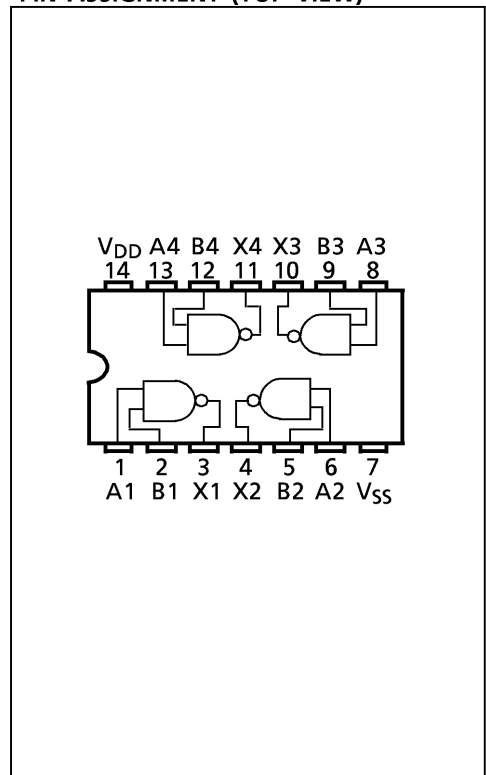 PIN ASSIGNMENT (TOP VIEW)
VDD A4 B4 X4 X3 B3 A3
14 13 12 11 10 9 8
1 2 3 4 5 6 7
A1 B1 X1 X2 B2 A2 VSS